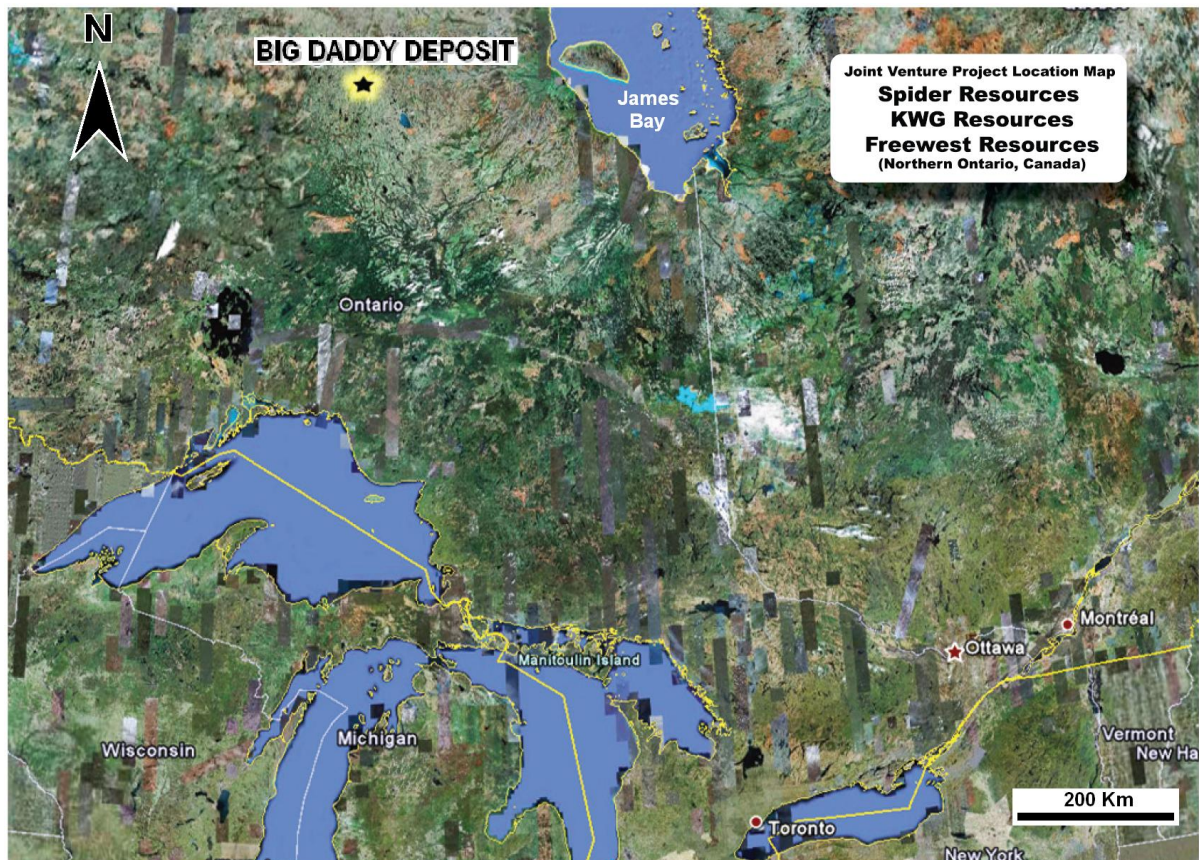 N
BIG DADDY DEPOSIT
James
Bay
Joint Venture Project Location Map
Spider Resources
KWG Resources
Freewest Resources
(Northern Ontario, Canada)
Ontario
Montréal
Ottawa
Manitoulin Island
Wisconsin
Michigan
Vermont
New Ha
200 Km
Toronto
New York